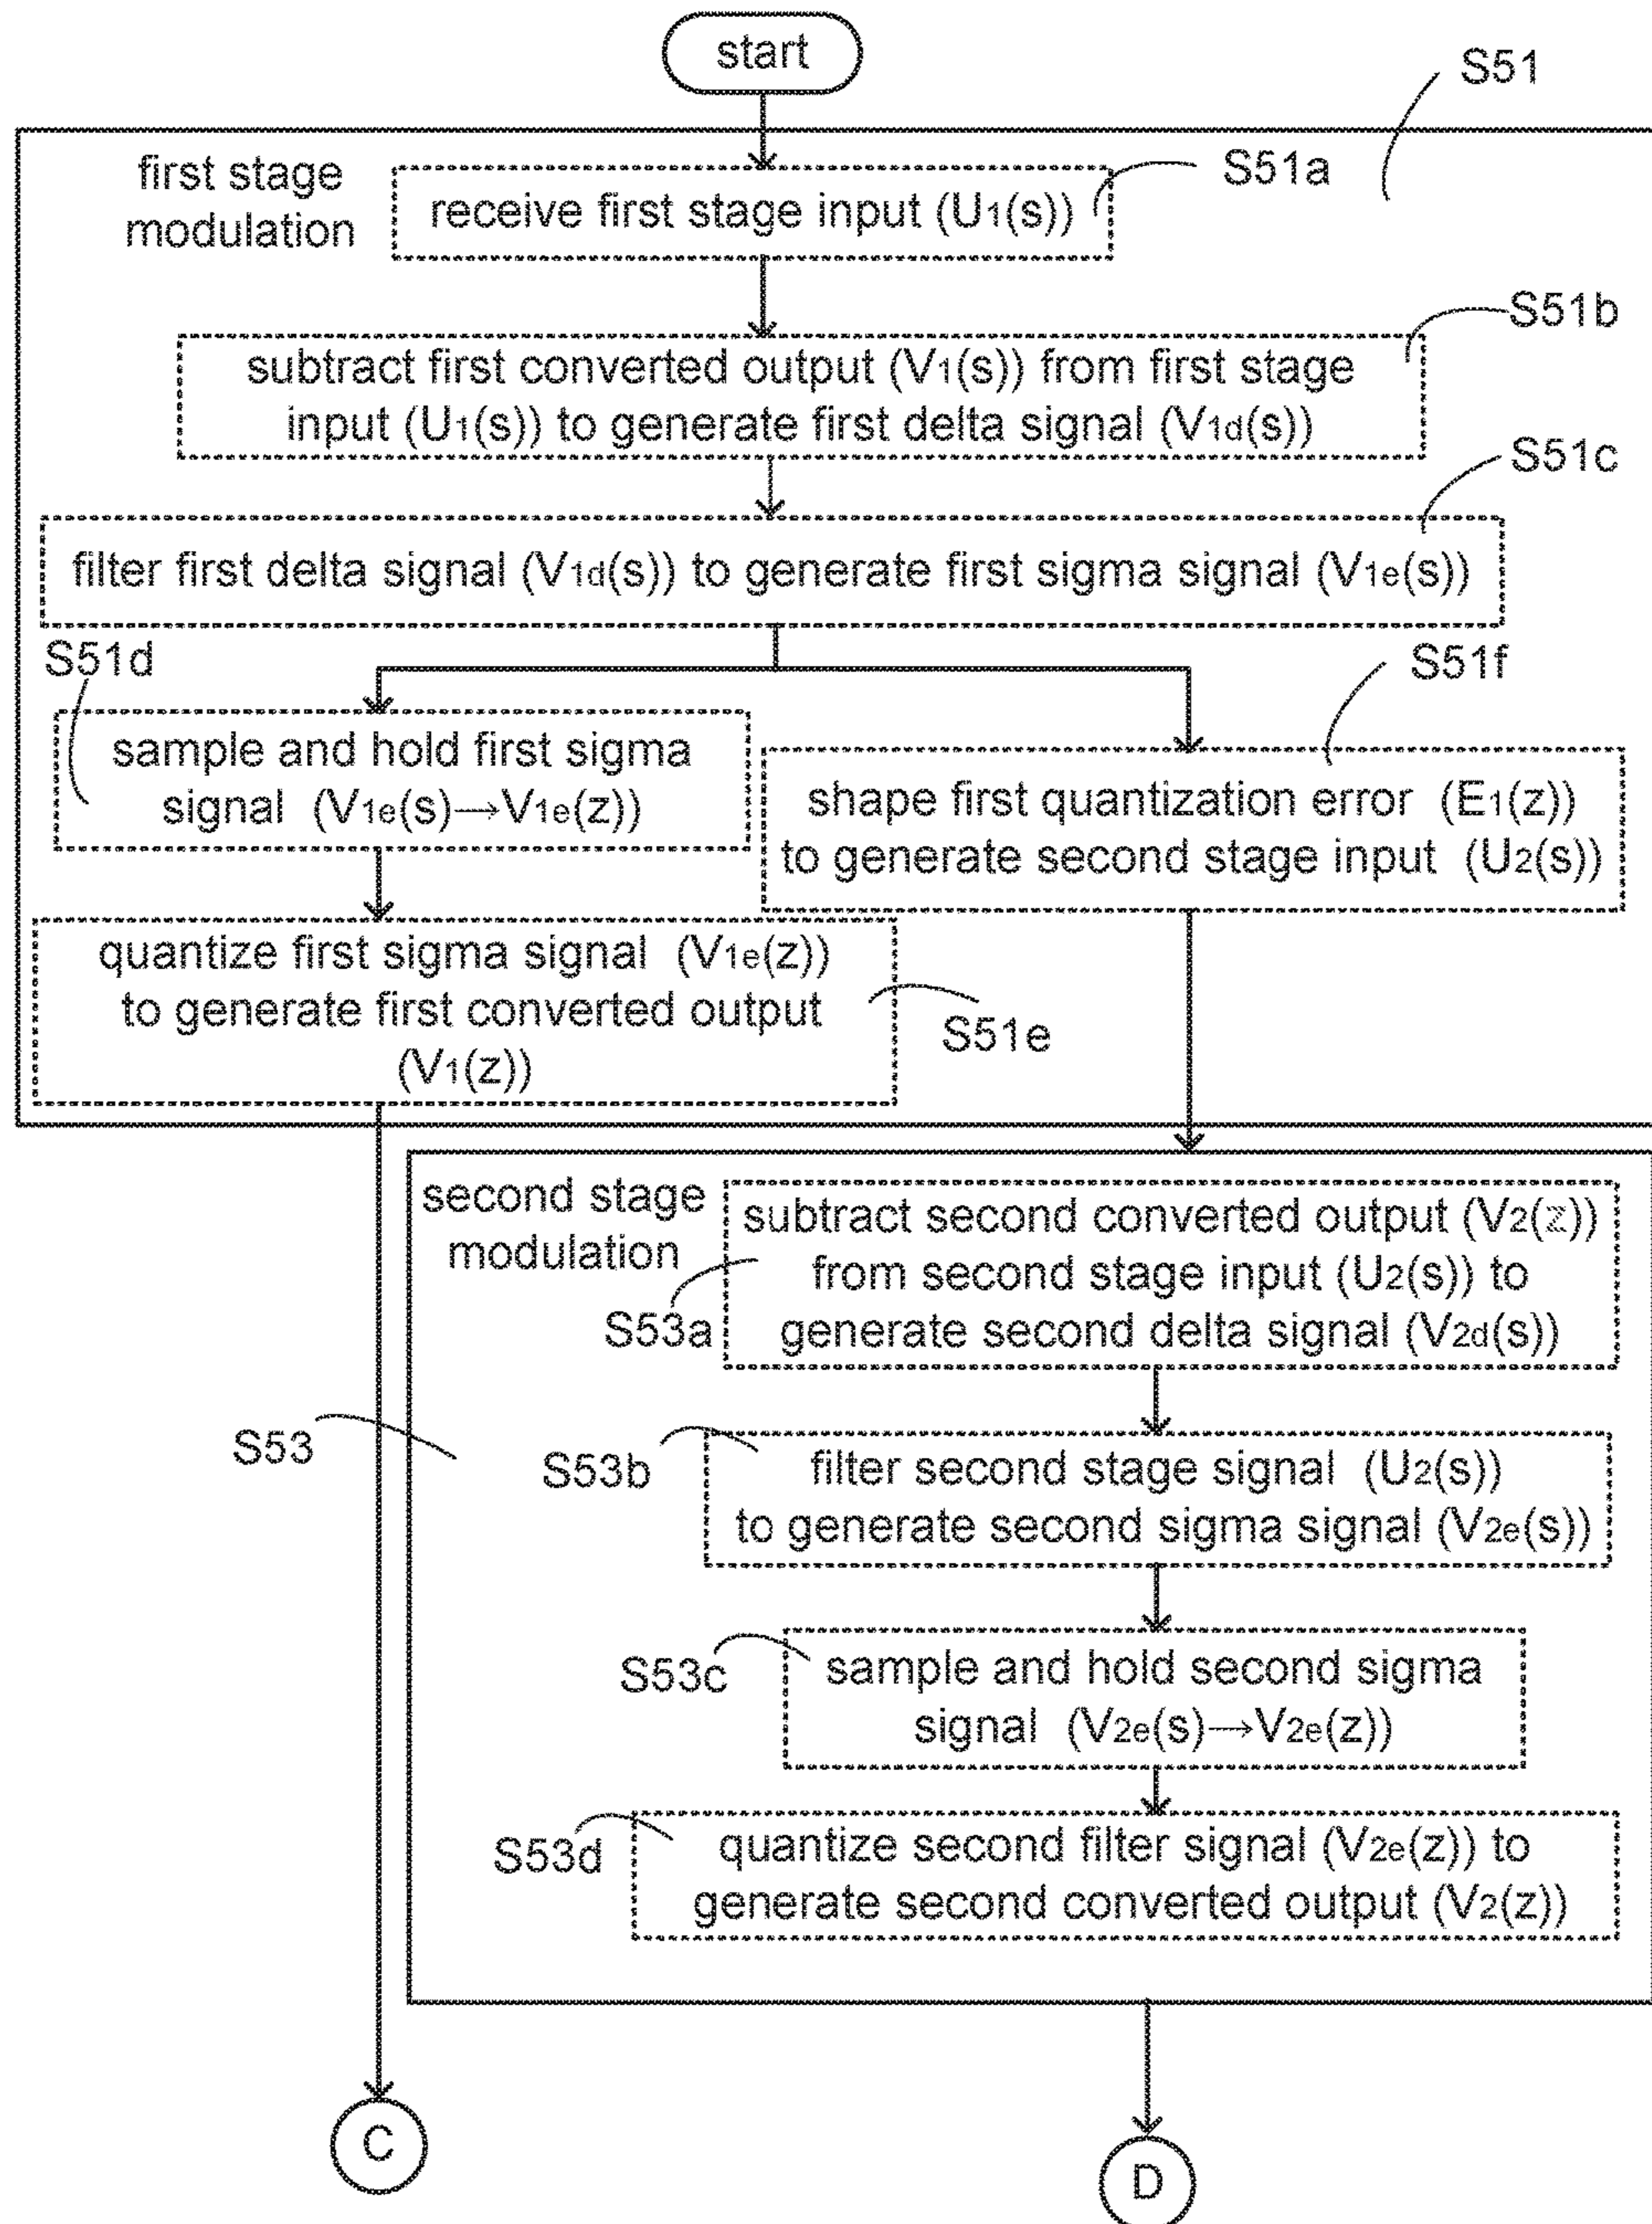 start
S51
first stage
modulation
S51a
receive first stage input (U1(s))
S51b
subtract first converted output (V1(s)) from first stage
input (U1(s)) to generate first delta signal (V1d(s))
S51c
filter first delta signal (V1d(s)) to generate first sigma signal (V1e(s))
S51d
S51f
sample and hold first sigma
signal (V1e(s)→V1e(z))
shape first quantization error (E1(z))
to generate second stage input (U2(s))
quantize first sigma signal (V1e(z))
to generate first converted output
(V1(z))
S51e
second stage
modulation
subtract second converted output (V2(z))
from second stage input (U2(s)) to
generate second delta signal (V2d(s))
S53a
S53
S53b
filter second stage signal (U2(s))
to generate second sigma signal (V2e(s))
S53c
sample and hold second sigma
signal (V2e(s)→V2e(z))
S53d
quantize second filter signal (V2e(z)) to
generate second converted output (V2(z))
C
D